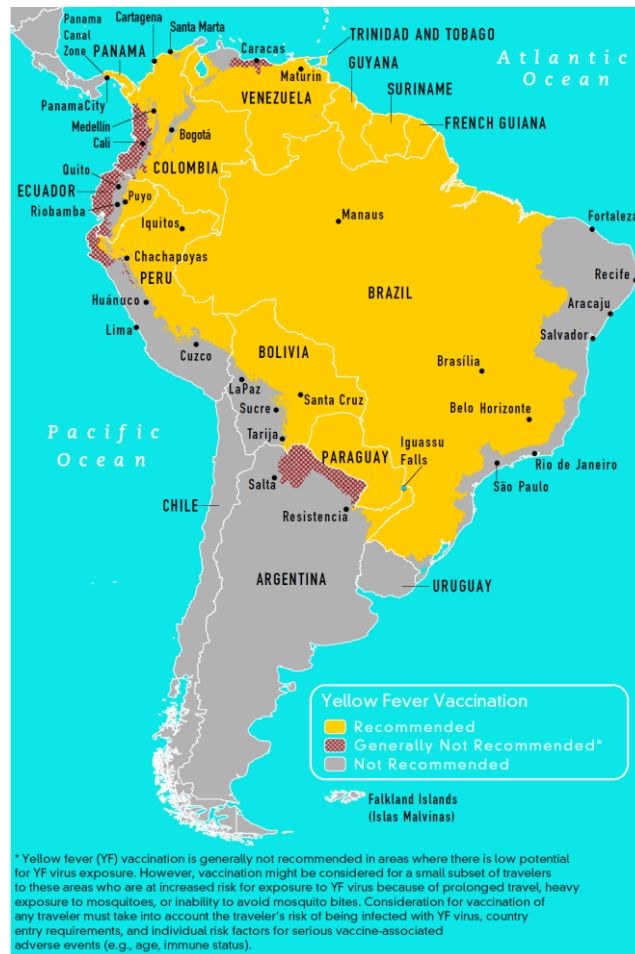 Panama
Canal
Zone
Cartagena
Santa Marta
PANAMA
Caracas
TRINIDAD AND TOBAGO
Atlantic
Ocean
Maturin
GUYANA
VENEZUELA
SURINAME
PanamaCity
FRENCH GUIANA
Medellín
Bogotá
Cali
COLOMBIA
Quito
ECUADOR
Puyo
Riobamba
Iquitos
Manaus
Fortaleza
Chachapoyas
PERU
Recife
BRAZIL
Huánuco
Aracaju
Lima
Salvador
Cuzco
BOLIVIA
Brasília
LaPaz
Santa Cruz
Sucre
Belo Horizonte
Pacific
Ocean
Tarija
PARAGUAY
Iguassu
Falls
Rio de Janeiro
São Paulo
Salta
CHILE
Resistencia
ARGENTINA
URUGUAY
Yellow Fever Vaccination
Recommended
Generally Not Recommended*
Not Recommended
Falkland Islands
(Islas Malvinas)
* Yellow fever (YF) vaccination is generally not recommended in areas where there is low potential
for YF virus exposure. However, vaccination might be considered for a small subset of travelers
to these areas who are at increased risk for exposure to YF virus because of prolonged travel, heavy
exposure to mosquitoes, or inability to avoid mosquito bites. Consideration for vaccination of
any traveler must take into account the traveler's risk of being infected with YF virus, country
entry requirements, and individual risk factors for serious vaccine-associated
adverse events (e.g., age, immune status).